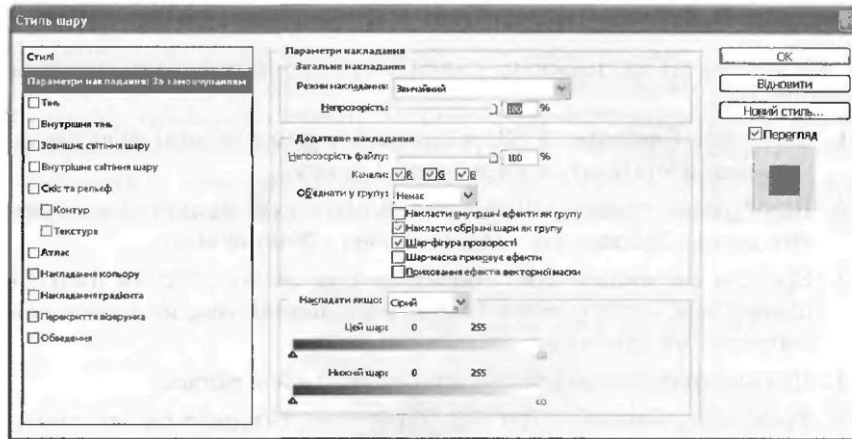 Стиль шару
Стилі
Параметри накладання: За замовчуванням
Тінь
Внутрішня тінь
Зовнішнє світіння шару
Внутрішнє світіння шару
Скіс та рельєф
Контур
Текстура
Атлас
Накладання кольору
Накладання градієнта
Перекриття візерунка
Обведення
Параметри накладання
Загальне накладання
Режим накладання: Звичайний
Непрозорість: 100 %
Додаткове накладання
Непрозорість файлу: 100 %
Канали: R G B
Об'єднати у групу: Немає
Накласти внутрішні ефекти як групу
Накласти обрізані шари як групу
Шар-фігура прозорості
Шар-маска приховує ефекти
Приховання ефектів векторної маски
Накладати якщо: Сірий
Цей шар: 0 255
Нижній шар: 0 255
OK
Відновити
Новий стиль...
Перегляд